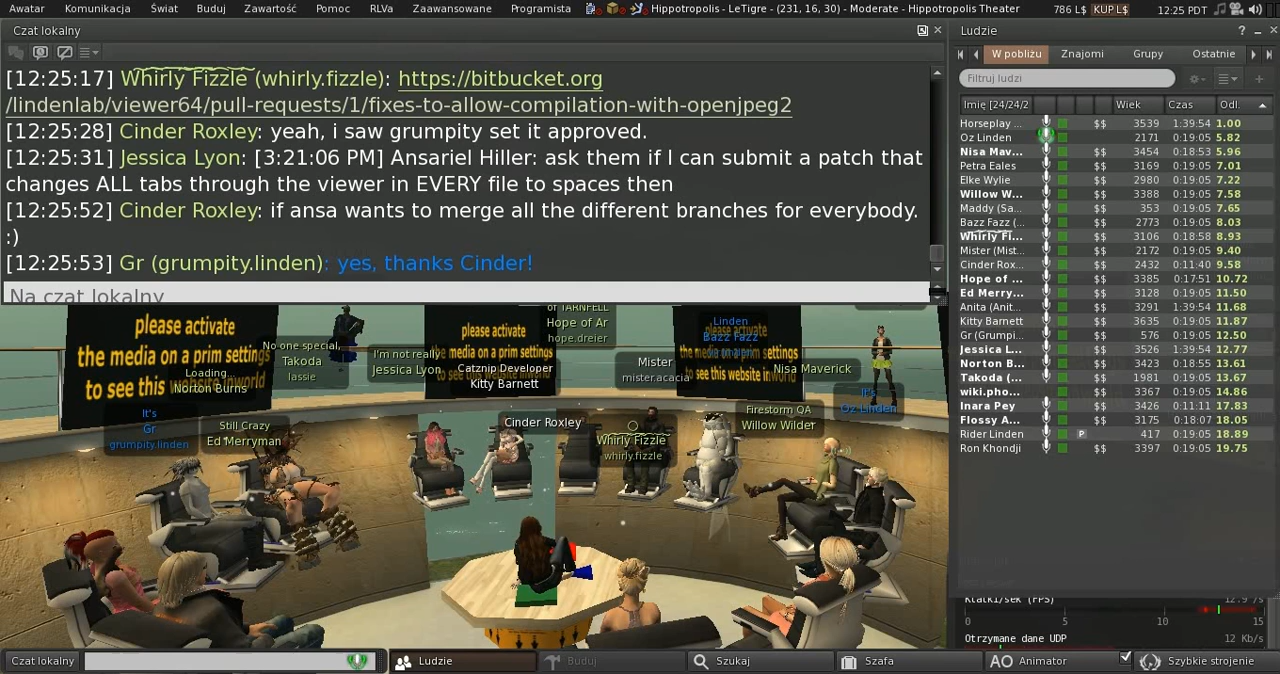 Awatar Komunikacja Świat Buduj Zawartość Pomoc RLVa Zaawansowane Programista Hippotropolis - LeTigre - (231, 16, 30) - Moderate - Hippotropolis Theater 786 L$ KUP L$ 12:25 PDT
Czat lokalny
[12:25:17] Whirly Fizzle (whirly.fizzle): https://bitbucket.org
/lindenlab/viewer64/pull-requests/1/fixes-to-allow-compilation-with-openjpeg2
[12:25:28] Cinder Roxley: yeah, i saw grumpity set it approved.
[12:25:31] Jessica Lyon: [3:21:06 PM] Ansariel Hiller: ask them if I can submit a patch that
changes ALL tabs through the viewer in EVERY file to spaces then
[12:25:52] Cinder Roxley: if ansa wants to merge all the different branches for everybody.
:)
[12:25:53] Gr (grumpity.linden): yes, thanks Cinder!
Na czat lokalny
please activate
the media on a prim settings
to see this website inworld
No one special,
Takoda
lassie
Loading...
Norton Burns
It's
Gr
grumpity.linden
Still Crazy
Ed Merryman
I'm not really
Jessica Lyon
please activate
the media on a prim settings
Catznip Developer
Kitty Barnett
of TARNFELL
Hope of Ar
hope.dreier
Cinder Roxley
Mister
mister.acacia
Whirly Fizzle
whirly.fizzle
Linden
Bazz Fazz
please activate
Nisa Maverick
Firestorm QA
Willow Wilder
It's
Oz Linden
Ludzie
W pobliżu Znajomi Grupy Ostatnie
Filtruj ludzi
Imię [24/24/2 Wiek Czas Odl.
Horseplay ... $$ 3539 1:39:54 1.00
Oz Linden 2171 0:19:05 5.82
Nisa Mav... $$ 3454 0:18:53 5.96
Petra Eales $$ 3169 0:19:05 7.01
Elke Wylie $$ 2980 0:19:05 7.22
Willow W... $$ 3388 0:19:05 7.58
Maddy (Sa... $$ 353 0:19:05 7.65
Bazz Fazz (... $$ 2773 0:19:05 8.03
Whirly Fi... $$ 3106 0:18:58 8.93
Mister (Mist... $$ 2172 0:19:05 9.40
Cinder Rox... $$ 2432 0:11:40 9.58
Hope of ... $$ 3385 0:17:51 10.72
Ed Merry... $$ 3128 0:19:05 11.50
Anita (Anit... $$ 3291 1:39:54 11.68
Kitty Barnett $$ 3635 0:19:05 11.87
Gr (Grumpi... $$ 576 0:19:05 12.50
Jessica L... $$ 3526 1:39:54 12.77
Norton B... $$ 3423 0:18:55 13.61
Takoda (... $$ 1981 0:19:05 13.67
wiki.pho... $$ 3367 0:19:05 14.86
Inara Pey $$ 3426 0:11:11 17.83
Flossy A... $$ 3175 0:18:07 18.05
Rider Linden P 417 0:19:05 18.89
Ron Khondji $$ 3397 0:19:05 19.75
Klatki/sek (FPS) 12.9 /s
0 5 10 15
Otrzymane dane UDP 12 Kb/s
Czat lokalny Ludzie Buduj Szukaj Szafa AO Animator Szybkie strojenie